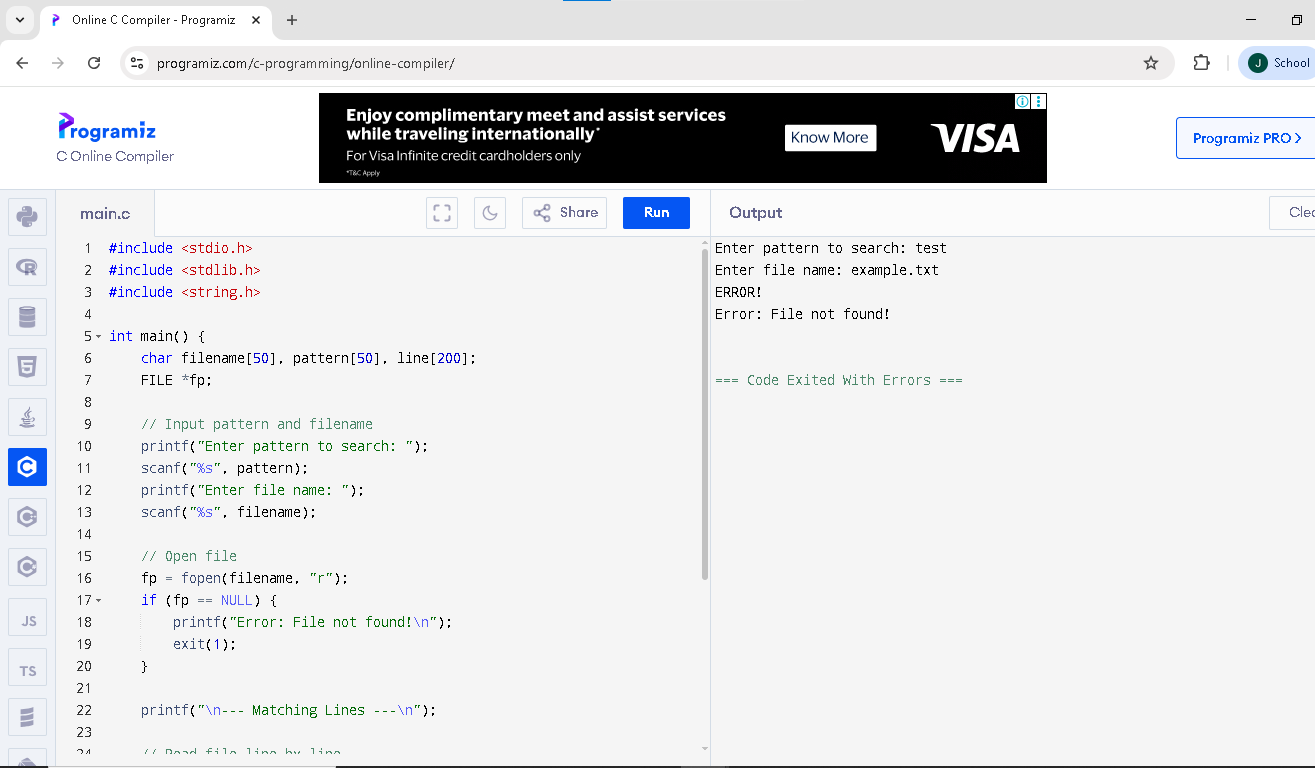 Online C Compiler - Programiz
programiz.com/c-programming/online-compiler/
J School
Programiz
C Online Compiler
Enjoy complimentary meet and assist services
while traveling internationally*
For Visa Infinite credit cardholders only
*T&C Apply
Know More
VISA
Programiz PRO >
main.c
Share
Run
Output
1 #include <stdio.h>
2 #include <stdlib.h>
3 #include <string.h>
4
5 int main() {
6 char filename[50], pattern[50], line[200];
7 FILE *fp;
8
9 // Input pattern and filename
10 printf("Enter pattern to search: ");
11 scanf("%s", pattern);
12 printf("Enter file name: ");
13 scanf("%s", filename);
14
15 // Open file
16 fp = fopen(filename, "r");
17 if (fp == NULL) {
18 printf("Error: File not found!\n");
19 exit(1);
20 }
21
22 printf("\n--- Matching Lines ---\n");
23
24 // Read file line by line
Enter pattern to search: test
Enter file name: example.txt
ERROR!
Error: File not found!
=== Code Exited With Errors ===
JS
TS